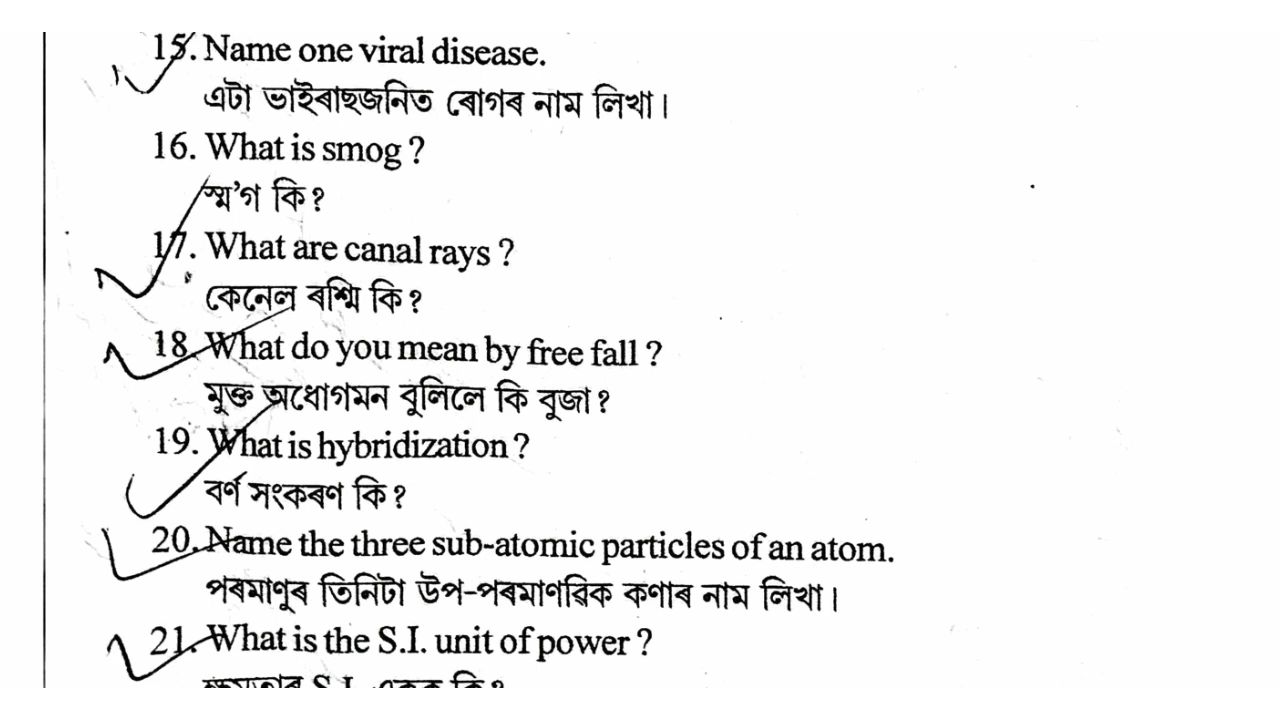 15. Name one viral disease.
এটা ভাইৰাছজনিত ৰোগৰ নাম লিখা।
16. What is smog ?
স্ম’গ কি?
17. What are canal rays ?
কেনেল ৰশ্মি কি?
18. What do you mean by free fall ?
মুক্ত অধোগমন বুলিলে কি বুজা?
19. What is hybridization ?
বৰ্ণ সংকৰণ কি?
20. Name the three sub-atomic particles of an atom.
পৰমাণুৰ তিনিটা উপ-পৰমাণৱিক কণাৰ নাম লিখা।
21. What is the S.I. unit of power ?
ক্ষমতাৰ S.I. একক কি?